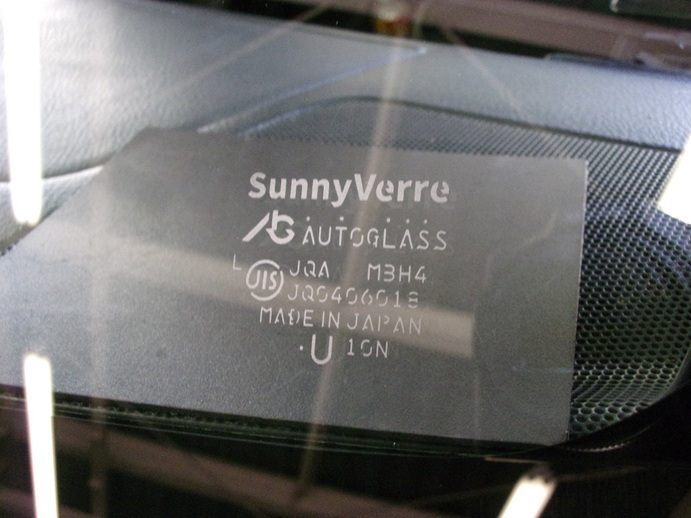 SunnyVerre
AG AUTOGLASS
L JIS JQA M3H4
JQ0406018
MADE IN JAPAN
.U 10N